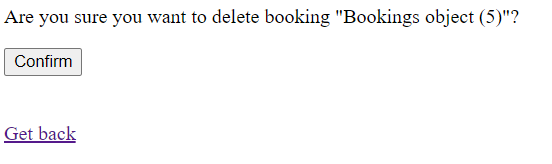 Are you sure you want to delete booking "Bookings object (5)"?
Confirm
Get back